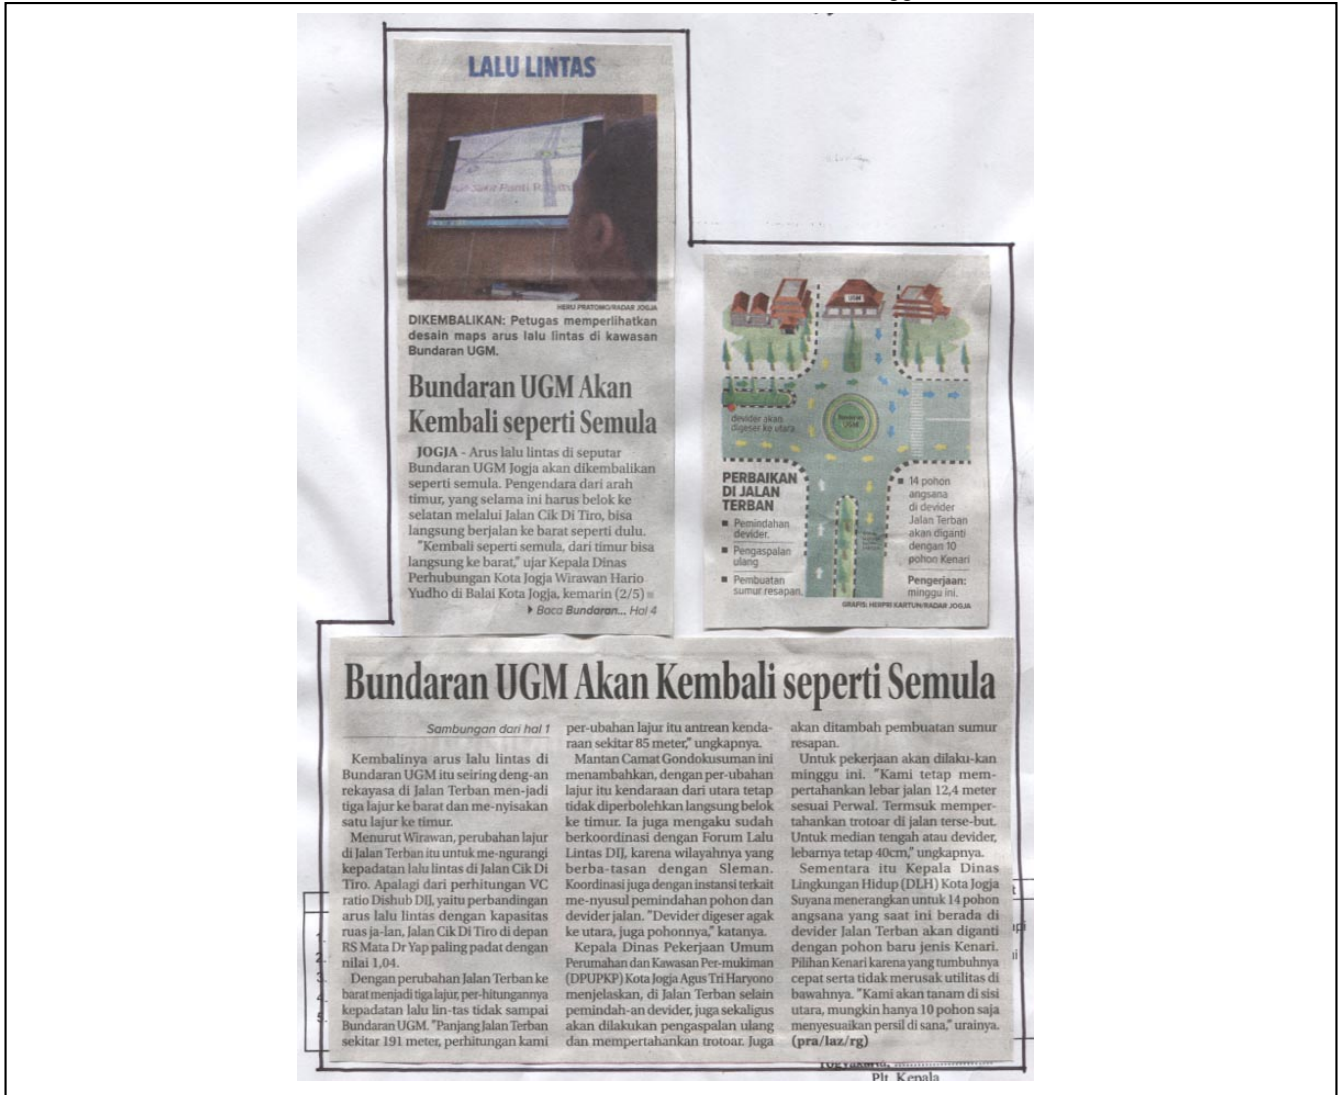 LALU LINTAS
HERU PRATOMO/RADAR JOGJA
DIKEMBALIKAN: Petugas memperlihatkan
desain maps arus lalu lintas di kawasan
Bundaran UGM.
Bundaran UGM Akan
Kembali seperti Semula
JOGJA - Arus lalu lintas di seputar
Bundaran UGM Jogja akan dikembalikan
seperti semula. Pengendara dari arah
timur, yang selama ini harus belok ke
selatan melalui Jalan Cik Di Tiro, bisa
langsung berjalan ke barat seperti dulu.
"Kembali seperti semula, dari timur bisa
langsung ke barat," ujar Kepala Dinas
Perhubungan Kota Jogja Wirawan Hario
Yudho di Balai Kota Jogja, kemarin (2/5)
Baca Bundaran... Hal 4
UGM
devider akan
digeser ke utara
Bundaran
UGM
PERBAIKAN
DI JALAN
TERBAN
Pemindahan
devider.
Pengaspalan
ulang
Pembuatan
sumur resapan.
14 pohon
angsana
di devider
Jalan Terban
akan diganti
dengan 10
pohon Kenari
Pengerjaan:
minggu ini.
GRAFIS: HERPRI KARTUN/RADAR JOGJA
Bundaran UGM Akan Kembali seperti Semula
Sambungan dari hal 1
Kembalinya arus lalu lintas di
Bundaran UGM itu seiring deng-an
rekayasa di Jalan Terban men-jadi
tiga lajur ke barat dan me-nyisakan
satu lajur ke timur.
Menurut Wirawan, perubahan lajur
di Jalan Terban itu untuk me-ngurangi
kepadatan lalu lintas di Jalan Cik Di
Tiro. Apalagi dari perhitungan VC
ratio Dishub DIJ, yaitu perbandingan
arus lalu lintas dengan kapasitas
ruas ja-lan, Jalan Cik Di Tiro di depan
RS Mata Dr Yap paling padat dengan
nilai 1,04.
Dengan perubahan Jalan Terban ke
barat menjadi tiga lajur, per-hitungannya
kepadatan lalu lin-tas tidak sampai
Bundaran UGM. "Panjang Jalan Terban
sekitar 191 meter, perhitungan kami
per-ubahan lajur itu antrean kenda-
raan sekitar 85 meter," ungkapnya.
Mantan Camat Gondokusuman ini
menambahkan, dengan per-ubahan
lajur itu kendaraan dari utara tetap
tidak diperbolehkan langsung belok
ke timur. Ia juga mengaku sudah
berkoordinasi dengan Forum Lalu
Lintas DIJ, karena wilayahnya yang
berba-tasan dengan Sleman.
Koordinasi juga dengan instansi terkait
me-nyusul pemindahan pohon dan
devider jalan. "Devider digeser agak
ke utara, juga pohonnya," katanya.
Kepala Dinas Pekerjaan Umum
Perumahan dan Kawasan Per-mukiman
(DPUPKP) Kota Jogja Agus Tri Haryono
menjelaskan, di Jalan Terban selain
pemindah-an devider, juga sekaligus
akan dilakukan pengaspalan ulang
dan mempertahankan trotoar. Juga
akan ditambah pembuatan sumur
resapan.
Untuk pekerjaan akan dilaku-kan
minggu ini. "Kami tetap mem-
pertahankan lebar jalan 12,4 meter
sesuai Perwal. Termsuk memper-
tahankan trotoar di jalan terse-but.
Untuk median tengah atau devider,
lebarnya tetap 40cm," ungkapnya.
Sementara itu Kepala Dinas
Lingkungan Hidup (DLH) Kota Jogja
Suyana menerangkan untuk 14 pohon
angsana yang saat ini berada di
devider Jalan Terban akan diganti
dengan pohon baru jenis Kenari.
Pilihan Kenari karena yang tumbuhnya
cepat serta tidak merusak utilitas di
bawahnya. "Kami akan tanam di sisi
utara, mungkin hanya 10 pohon saja
menyesuaikan persil di sana," urainya.
(pra/laz/rg)
Plt. Kepala